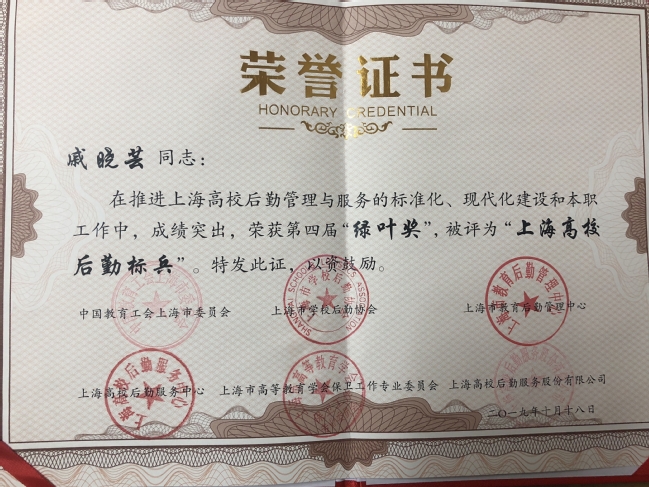 荣誉证书
HONORARY CREDENTIAL
戚晓芸 同志：
在推进上海高校后勤管理与服务的标准化、现代化建设和本职
工作中，成绩突出，荣获第四届“绿叶奖”，被评为“上海高校
后勤标兵”。特发此证，以资鼓励。
中国教育工会上海市委员会 上海市学校后勤协会 上海市教育后勤管理中心
上海高校后勤服务中心 上海市高等教育学会保卫工作专业委员会 上海高校后勤服务股份有限公司
二〇一九年十月十八日